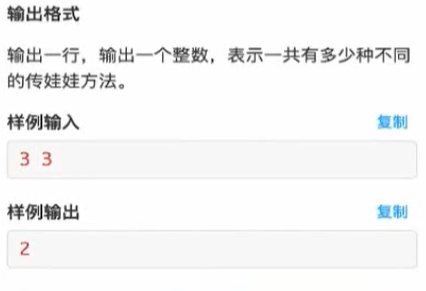 输出格式
输出一行，输出一个整数，表示一共有多少种不同
的传娃娃方法。
样例输入 复制
3 3
样例输出 复制
2